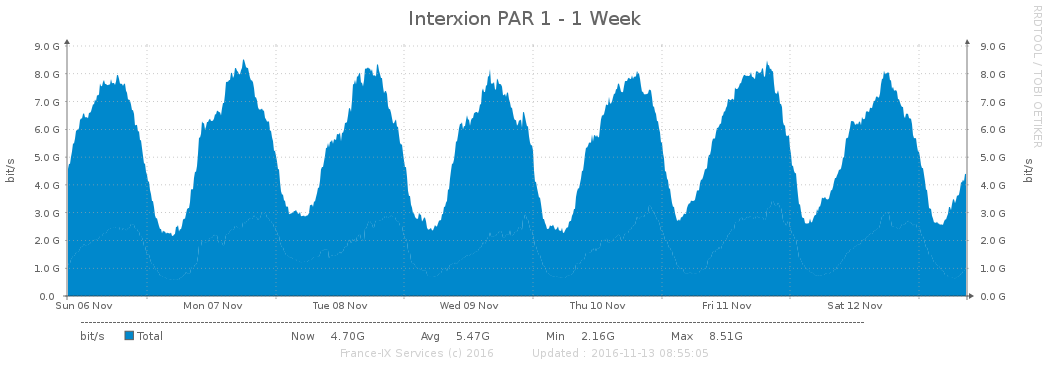 Interxion PAR 1 - 1 Week
RRDTOOL / TOBI OETIKER
9.0 G 9.0 G
8.0 G 8.0 G
7.0 G 7.0 G
6.0 G 6.0 G
5.0 G 5.0 G
bit/s bit/s
4.0 G 4.0 G
3.0 G 3.0 G
2.0 G 2.0 G
1.0 G 1.0 G
0.0 0.0 G
Sun 06 Nov Mon 07 Nov Tue 08 Nov Wed 09 Nov Thu 10 Nov Fri 11 Nov Sat 12 Nov
bit/s Total Now 4.70G Avg 5.47G Min 2.16G Max 8.51G
France-IX Services (c) 2016 Updated : 2016-11-13 08:55:05